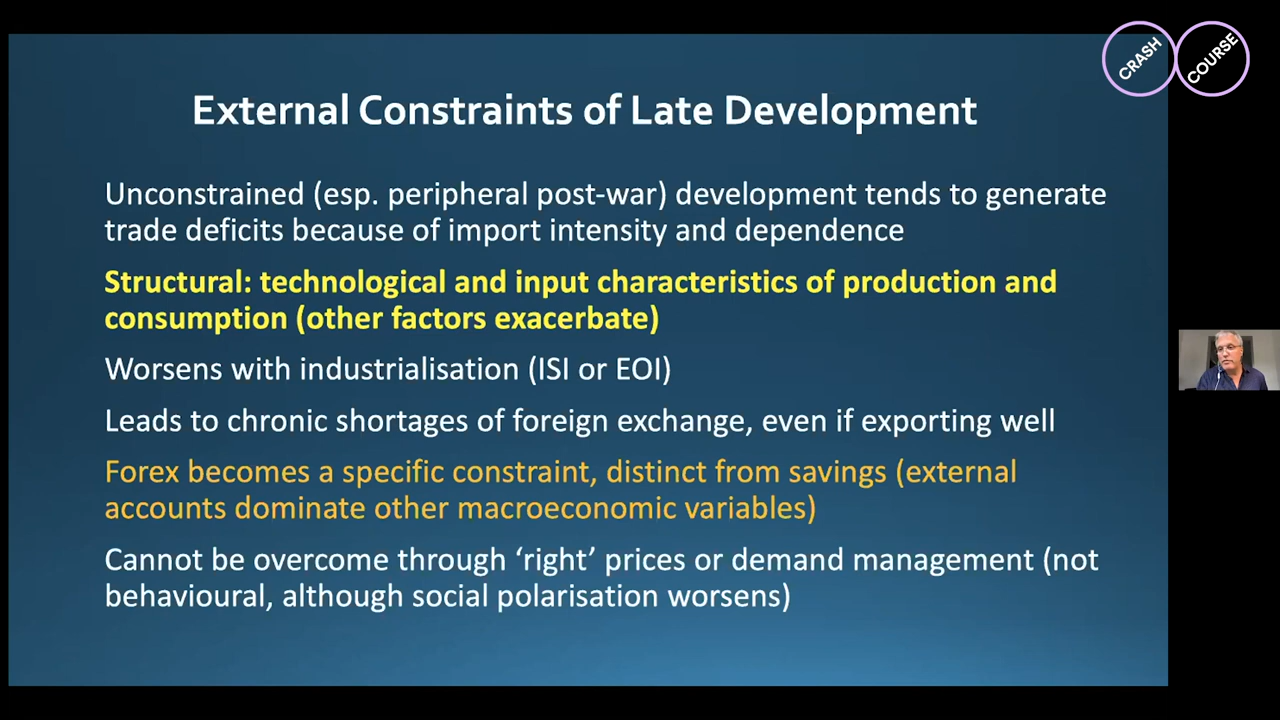 CRASH COURSE
External Constraints of Late Development
Unconstrained (esp. peripheral post-war) development tends to generate
trade deficits because of import intensity and dependence
Structural: technological and input characteristics of production and
consumption (other factors exacerbate)
Worsens with industrialisation (ISI or EOI)
Leads to chronic shortages of foreign exchange, even if exporting well
Forex becomes a specific constraint, distinct from savings (external
accounts dominate other macroeconomic variables)
Cannot be overcome through ‘right’ prices or demand management (not
behavioural, although social polarisation worsens)